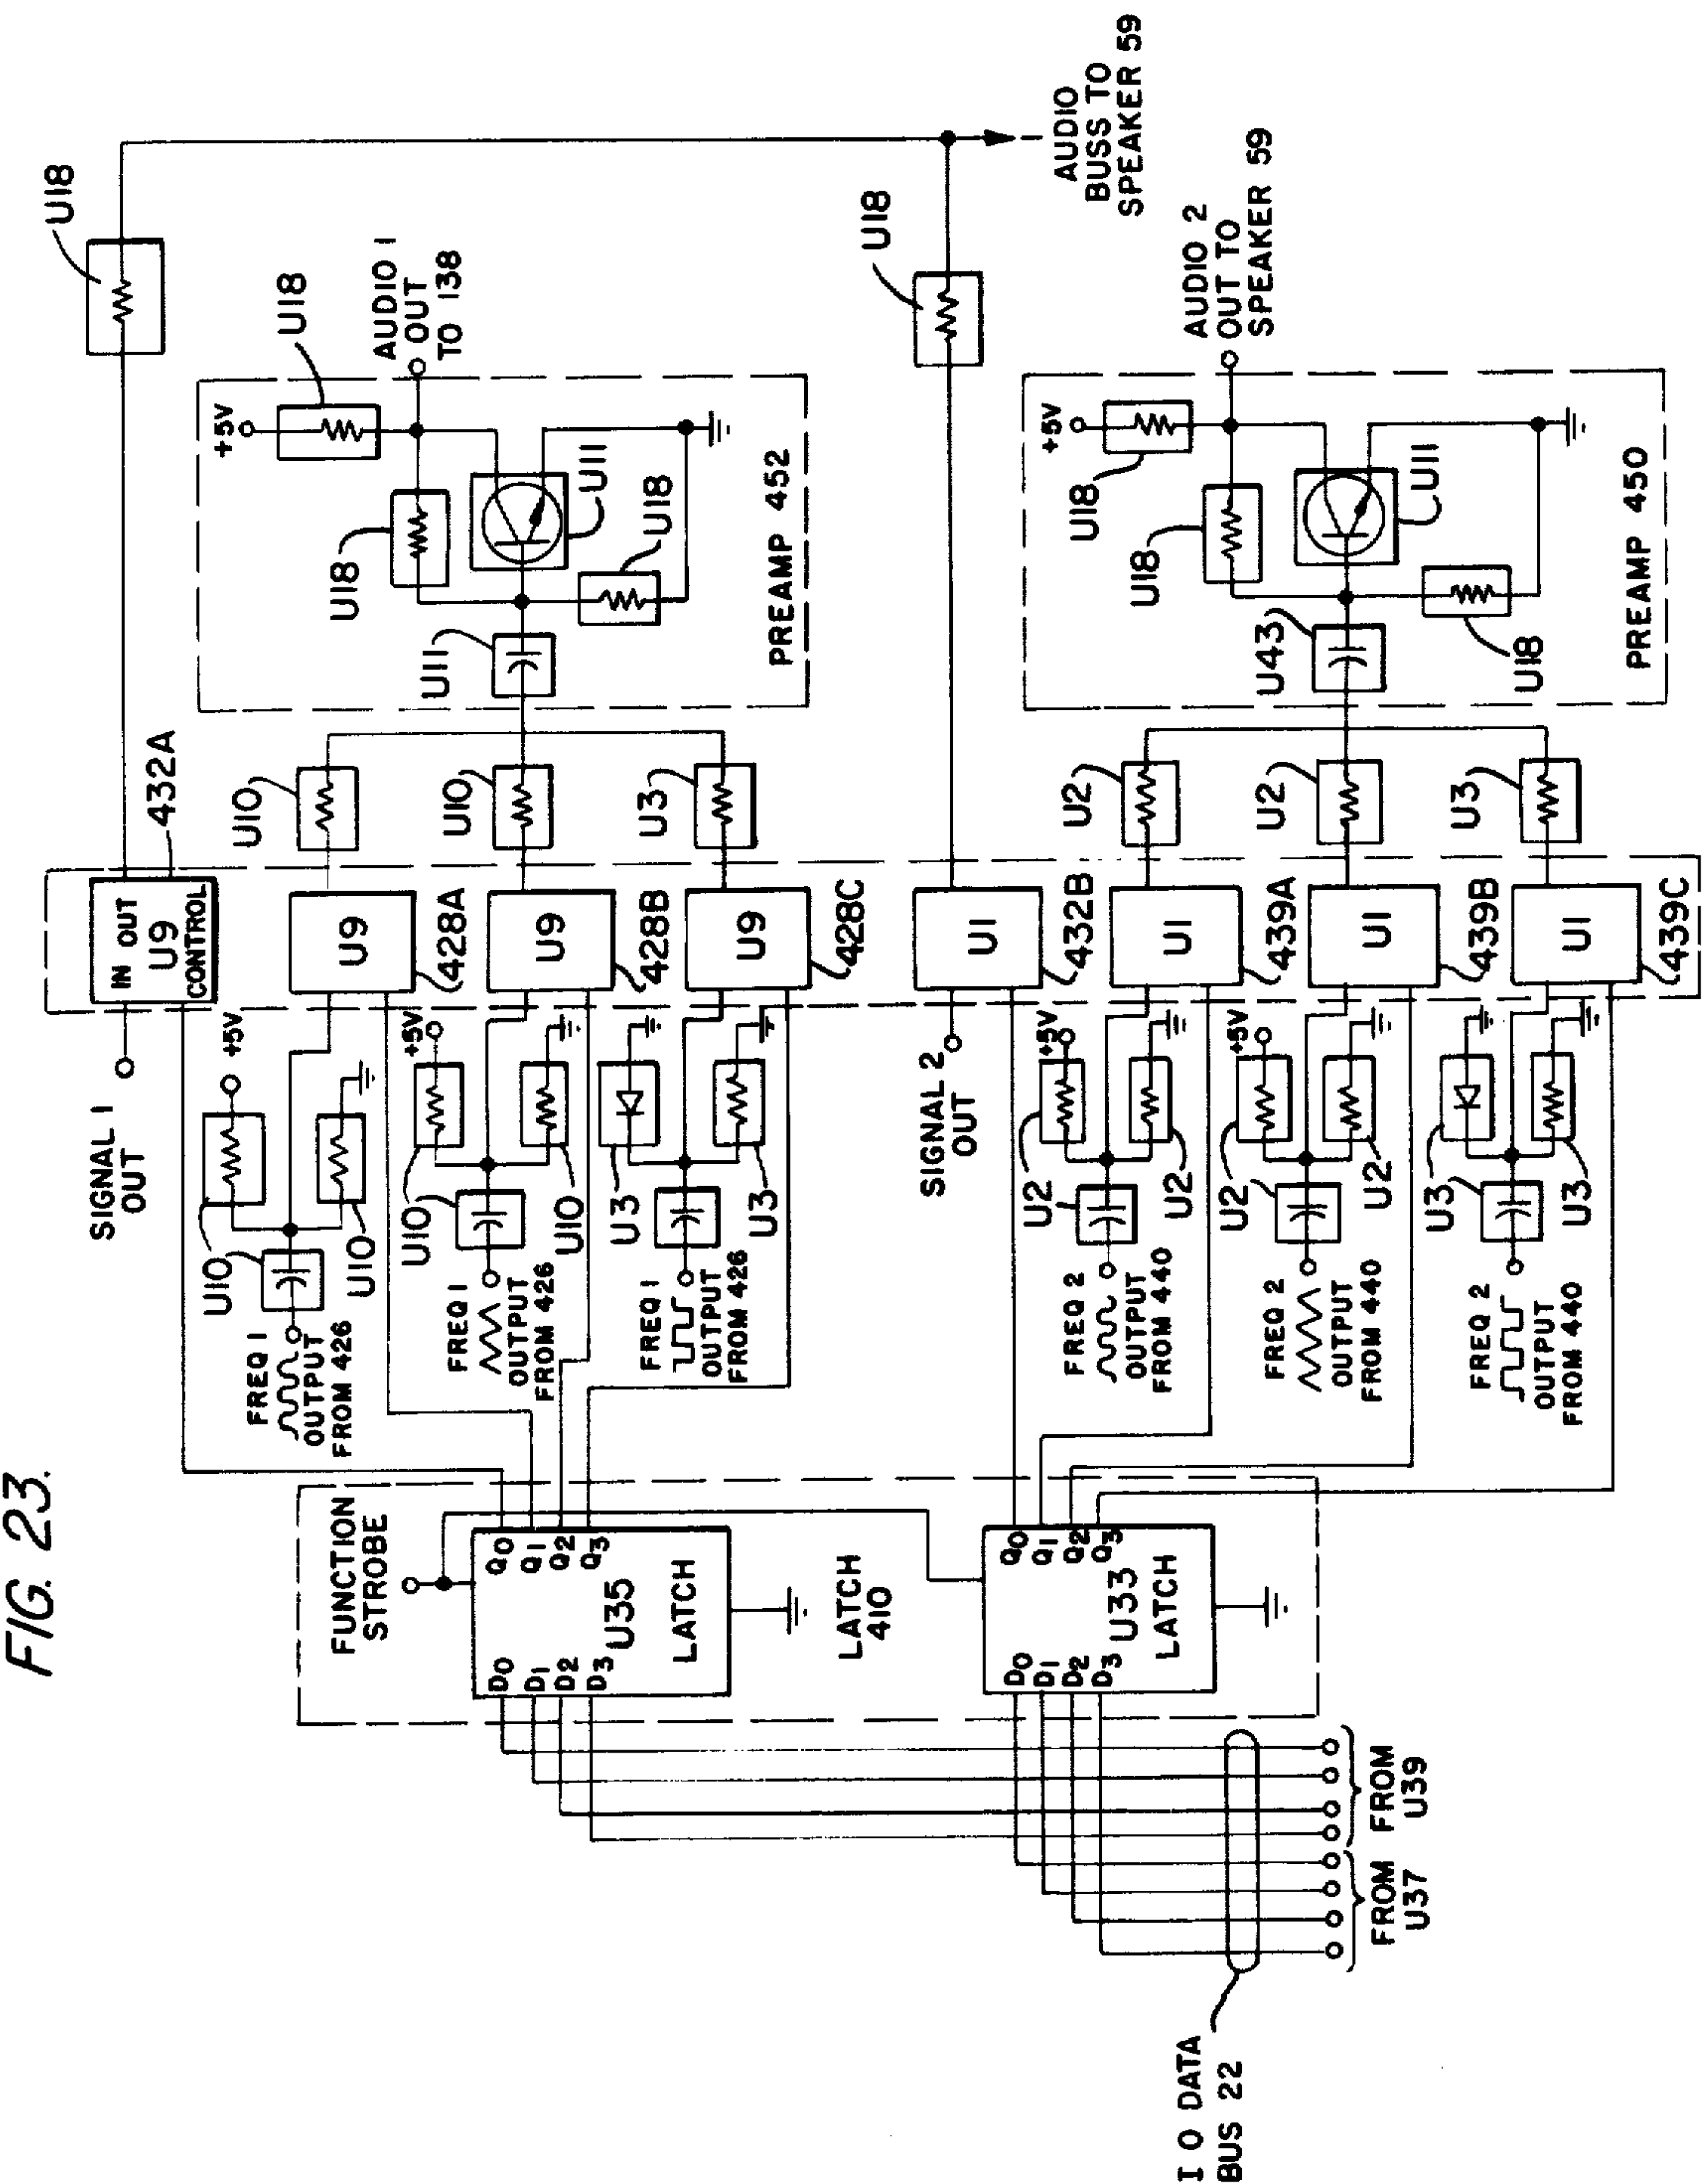 FIG. 23.
U18
U18
AUDIO 1
OUT
TO 138
+5V
U18
U11
U18
U11
PREAMP 452
U18
AUDIO
BUSS TO
SPEAKER 59
AUDIO 2
OUT TO
SPEAKER 59
+5V
U18
U18
U11
U43
U18
PREAMP 450
432A
U10
U10
U3
U2
U2
U3
IN OUT
U9
CONTROL
U9
428A
U9
428B
U9
428C
U1
432B
U1
439A
U1
439B
U1
439C
SIGNAL 1
OUT
+5V
U10
U10
FREQ 1
OUTPUT
FROM 426
+5V
U10
U10
FREQ 1
OUTPUT
FROM 426
U3
U3
FREQ 1
OUTPUT
FROM 426
SIGNAL 2
OUT
+5V
U2
U2
FREQ 2
OUTPUT
FROM 440
+5V
U2
U2
FREQ 2
OUTPUT
FROM 440
U3
U3
FREQ 2
OUTPUT
FROM 440
FUNCTION
STROBE
Q0
Q1
Q2
Q3
U35
LATCH
D0
D1
D2
D3
LATCH
410
Q0
Q1
Q2
Q3
U33
LATCH
D0
D1
D2
D3
FROM
U39
FROM
U37
I O DATA
BUS 22